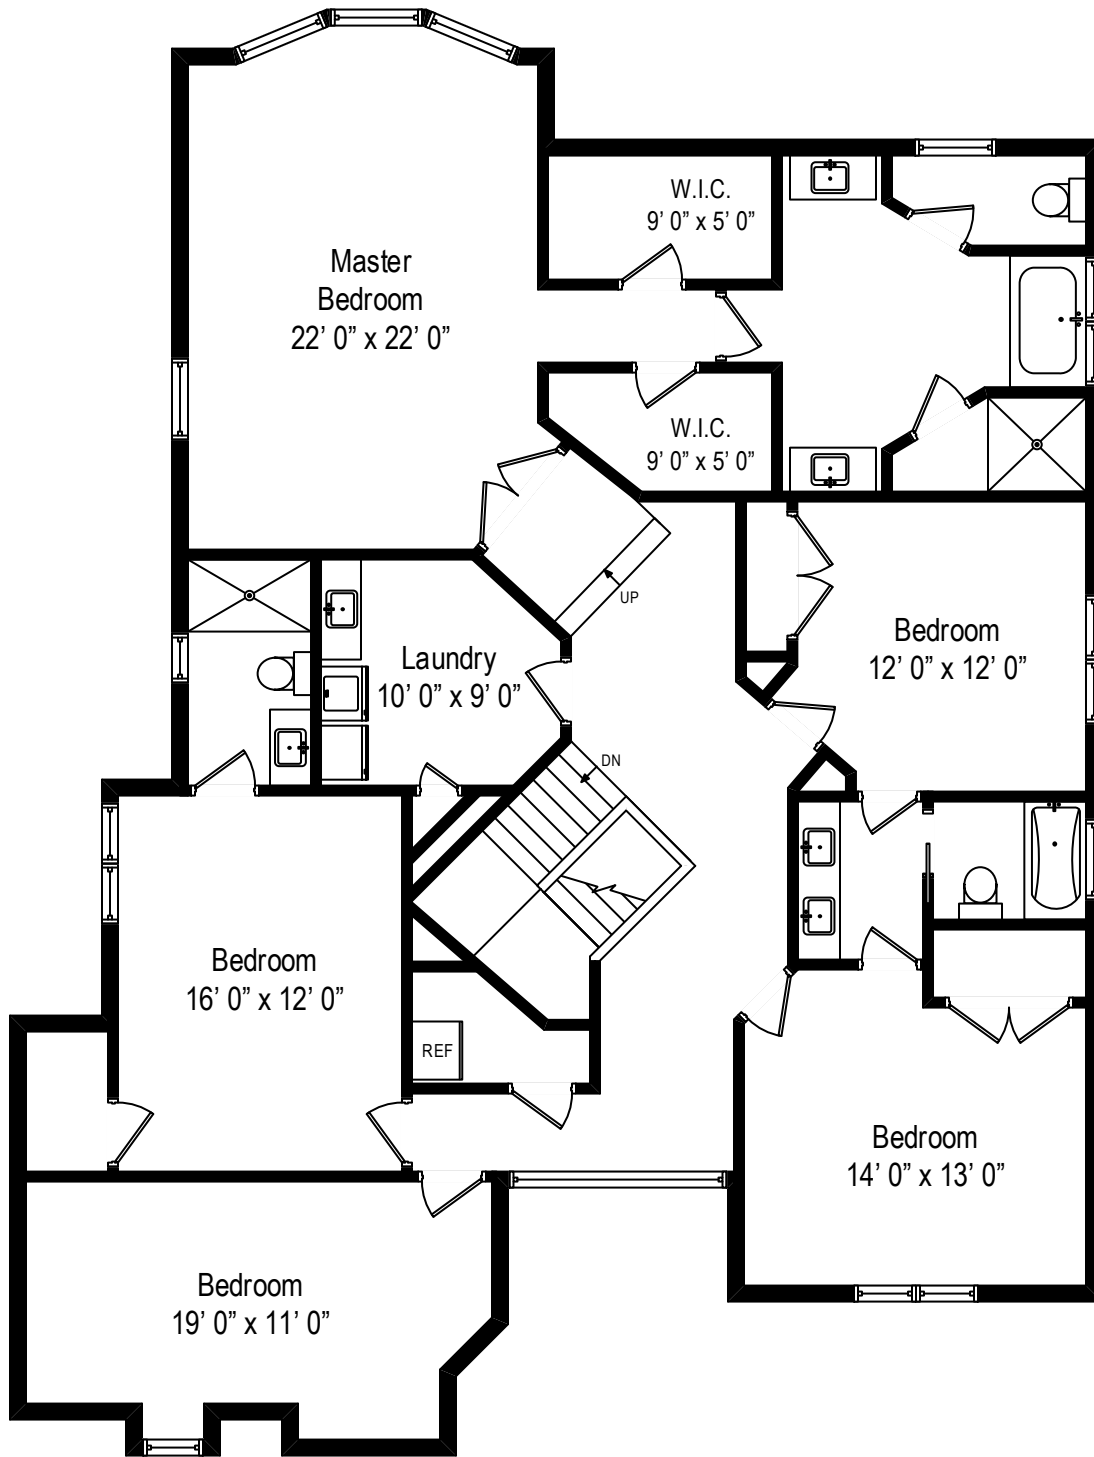 W.I.C.
9’ 0” x 5’ 0”
Master
Bedroom
22’ 0” x 22’ 0”
W.I.C.
9’ 0” x 5’ 0”
UP
Bedroom
12’ 0” x 12’ 0”
Laundry
10’ 0” x 9’ 0”
DN
Bedroom
16’ 0” x 12’ 0”
REF
Bedroom
14’ 0” x 13’ 0”
Bedroom
19’ 0” x 11’ 0”